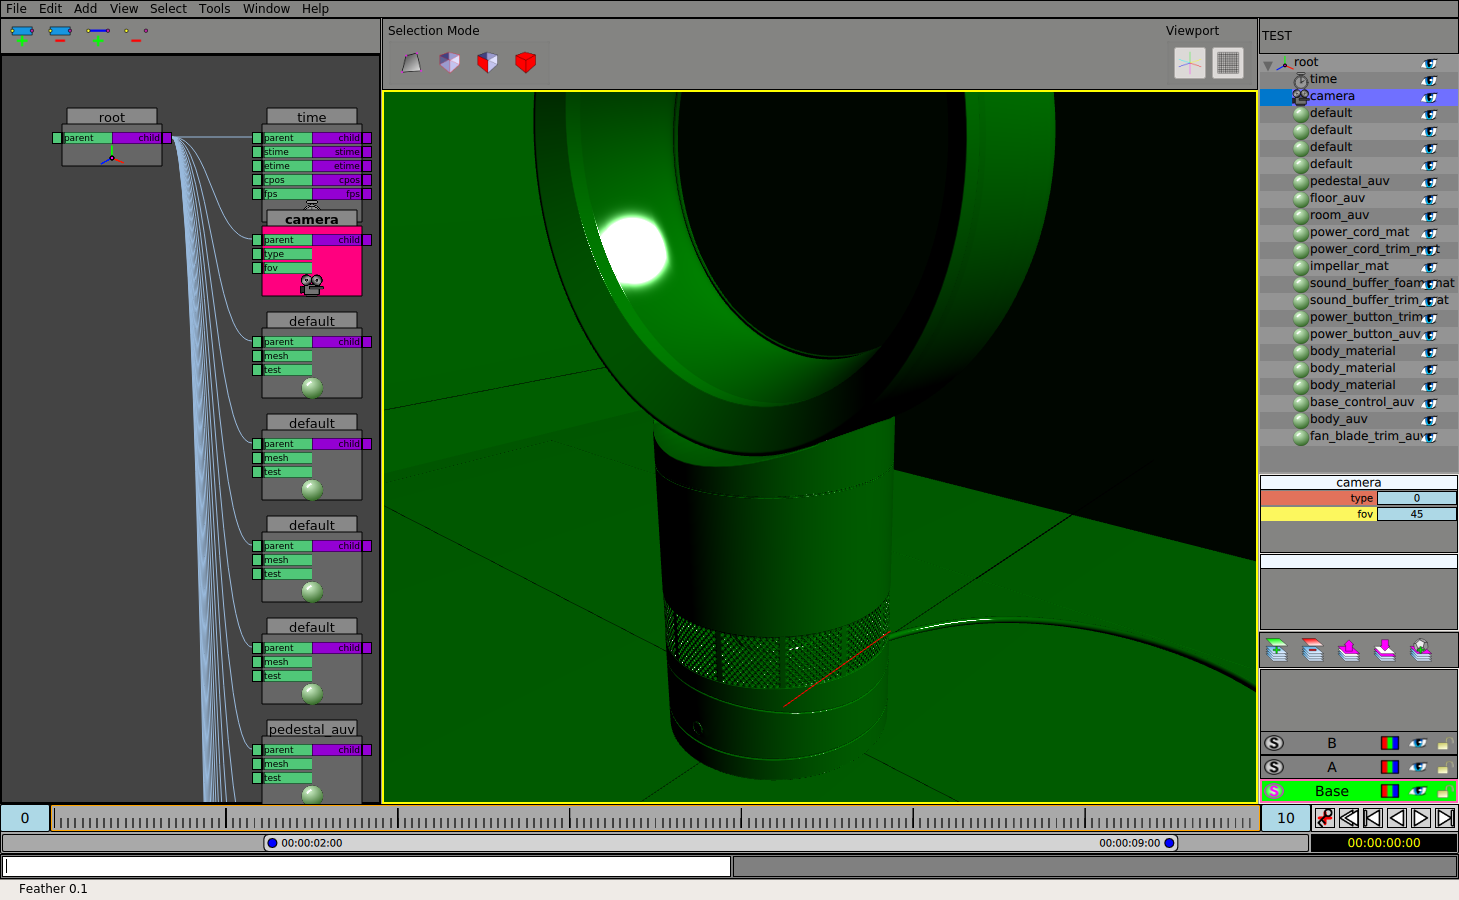 File Edit Add View Select Tools Window Help
Selection Mode
Viewport
TEST
root
parent child
time
parent child
stime stime
etime etime
cpos cpos
fps fps
camera
parent child
type
fov
default
parent child
mesh
test
default
parent child
mesh
test
default
parent child
mesh
test
default
parent child
mesh
test
pedestal_auv
parent child
mesh
test
root
time
camera
default
default
default
default
pedestal_auv
floor_auv
room_auv
power_cord_mat
power_cord_trim_mat
impellar_mat
sound_buffer_foam_mat
sound_buffer_trim_mat
power_button_trim
power_button_auv
body_material
body_material
body_material
base_control_auv
body_auv
fan_blade_trim_auv
camera
type 0
fov 45
S B
S A
S Base
0
10
00:00:02:00
00:00:09:00
00:00:00:00
Feather 0.1